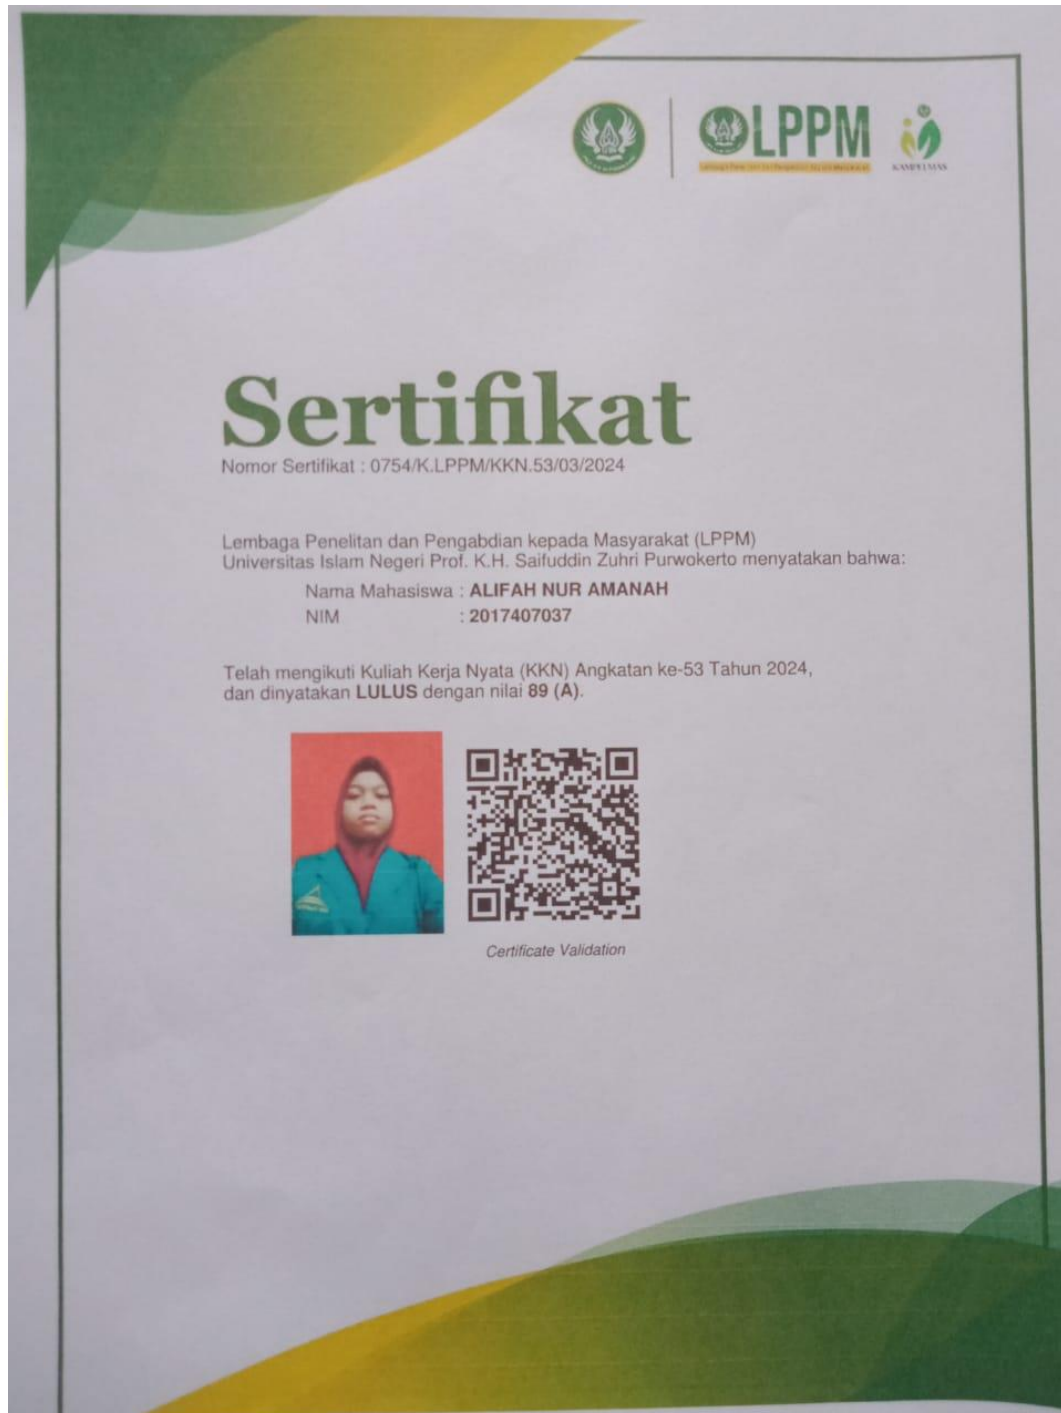 LPPM
KAMPELMAS
Sertifikat
Nomor Sertifikat : 0754/K.LPPM/KKN.53/03/2024
Lembaga Penelitan dan Pengabdian kepada Masyarakat (LPPM)
Universitas Islam Negeri Prof. K.H. Saifuddin Zuhri Purwokerto menyatakan bahwa:
Nama Mahasiswa : ALIFAH NUR AMANAH
NIM : 2017407037
Telah mengikuti Kuliah Kerja Nyata (KKN) Angkatan ke-53 Tahun 2024,
dan dinyatakan LULUS dengan nilai 89 (A).
Certificate Validation